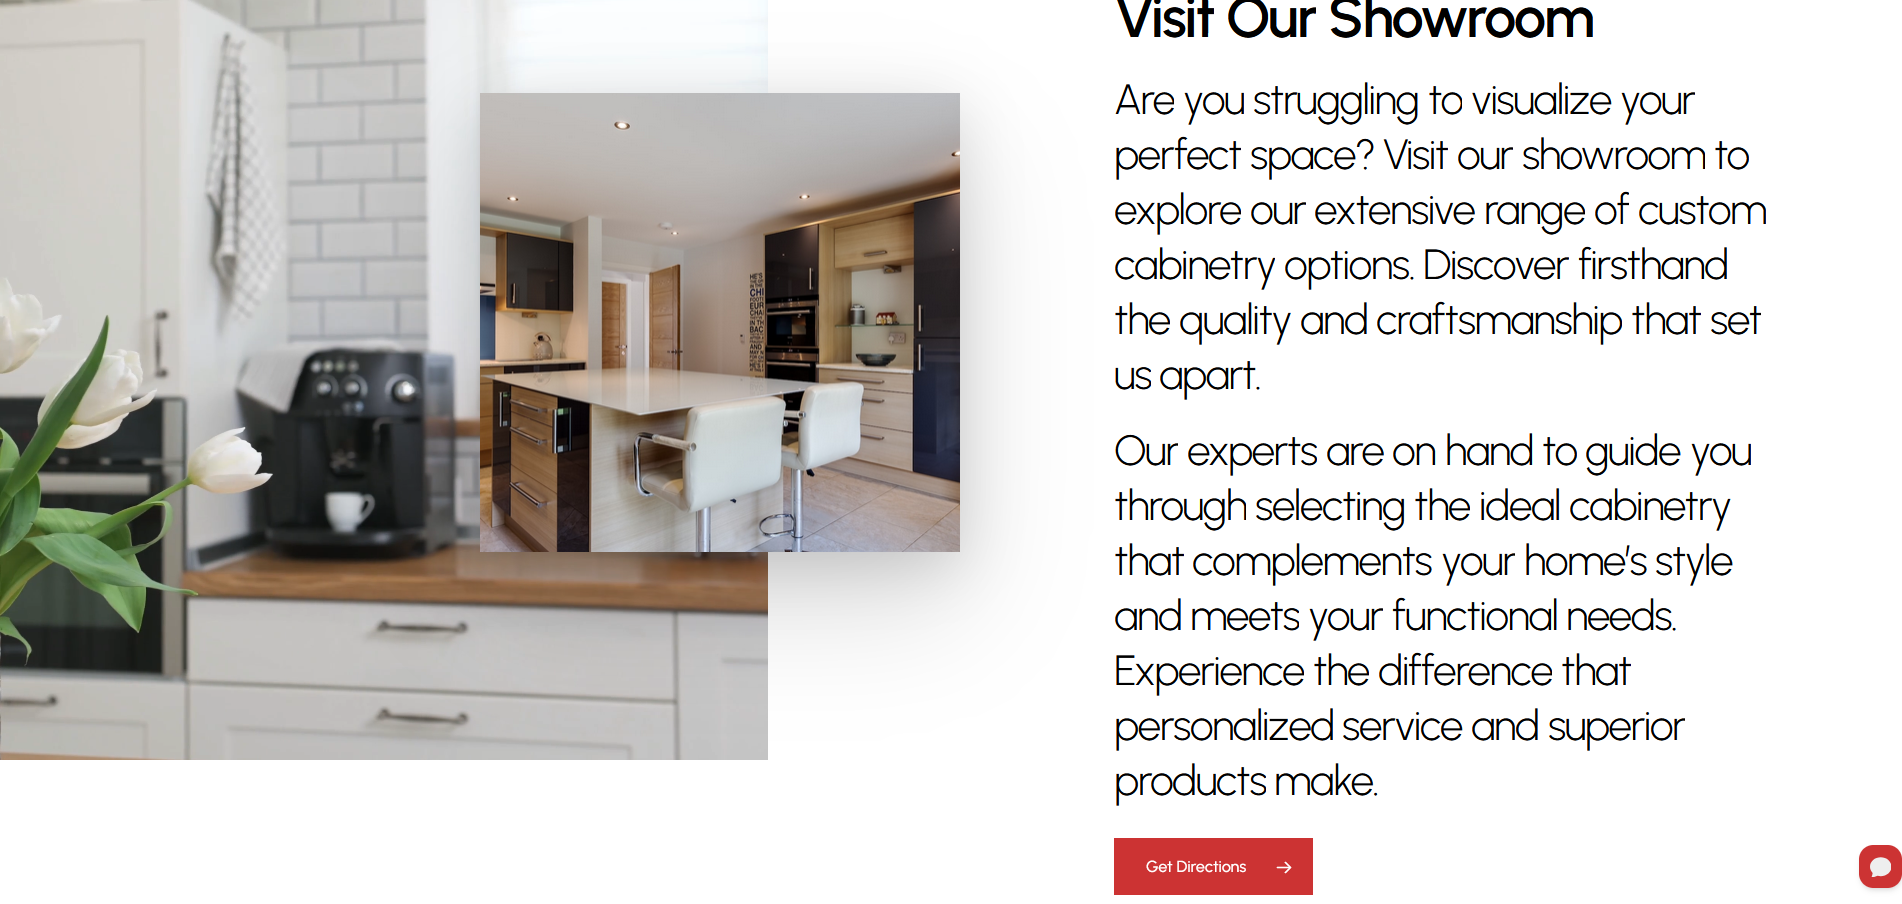 Visit Our Showroom
Are you struggling to visualize your
perfect space? Visit our showroom to
explore our extensive range of custom
cabinetry options. Discover firsthand
the quality and craftsmanship that set
us apart.
Our experts are on hand to guide you
through selecting the ideal cabinetry
that complements your home's style
and meets your functional needs.
Experience the difference that
personalized service and superior
products make.
Get Directions